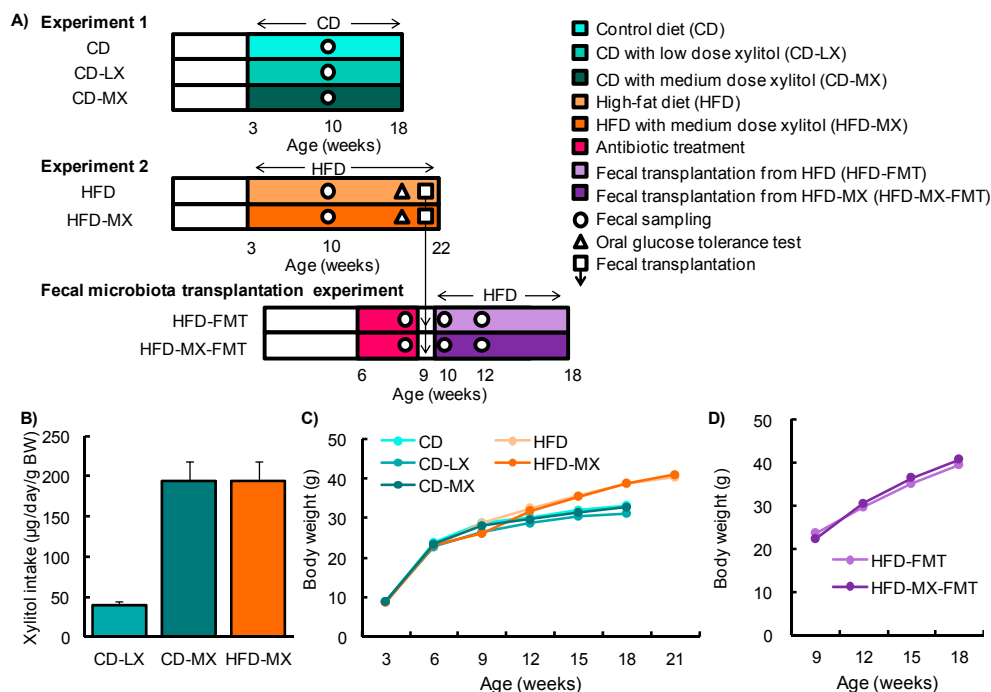 A)
Experiment 1
CD
CD
CD-LX
CD-MX
3 10 18
Age (weeks)
Experiment 2
HFD
HFD
HFD-MX
3 10 22
Age (weeks)
Fecal microbiota transplantation experiment
HFD
HFD-FMT
HFD-MX-FMT
6 9 10 12 18
Age (weeks)
Control diet (CD)
CD with low dose xylitol (CD-LX)
CD with medium dose xylitol (CD-MX)
High-fat diet (HFD)
HFD with medium dose xylitol (HFD-MX)
Antibiotic treatment
Fecal transplantation from HFD (HFD-FMT)
Fecal transplantation from HFD-MX (HFD-MX-FMT)
Fecal sampling
Oral glucose tolerance test
Fecal transplantation
B)
Xylitol intake (µg/day/g BW)
250
200
150
100
50
0
CD-LX CD-MX HFD-MX
C)
Body weight (g)
50
40
30
20
10
0
CD HFD
CD-LX HFD-MX
CD-MX
3 6 9 12 15 18 21
Age (weeks)
D)
Body weight (g)
50
40
30
20
10
0
HFD-FMT
HFD-MX-FMT
9 12 15 18
Age (weeks)